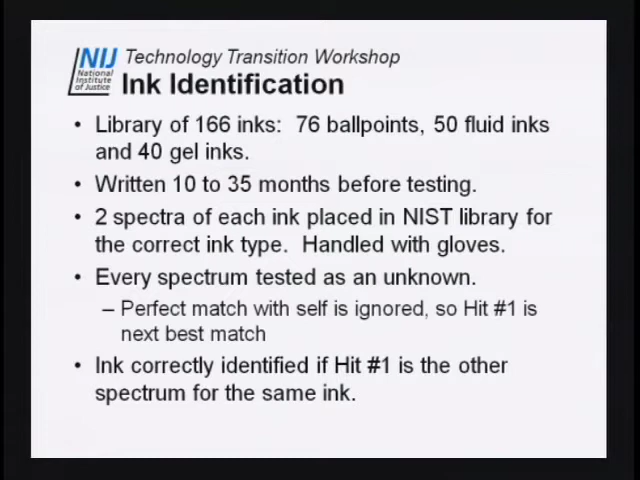 NIJ
National
Institute
of Justice
Technology Transition Workshop
Ink Identification
• Library of 166 inks: 76 ballpoints, 50 fluid inks
and 40 gel inks.
• Written 10 to 35 months before testing.
• 2 spectra of each ink placed in NIST library for
the correct ink type. Handled with gloves.
• Every spectrum tested as an unknown.
– Perfect match with self is ignored, so Hit #1 is
next best match
• Ink correctly identified if Hit #1 is the other
spectrum for the same ink.